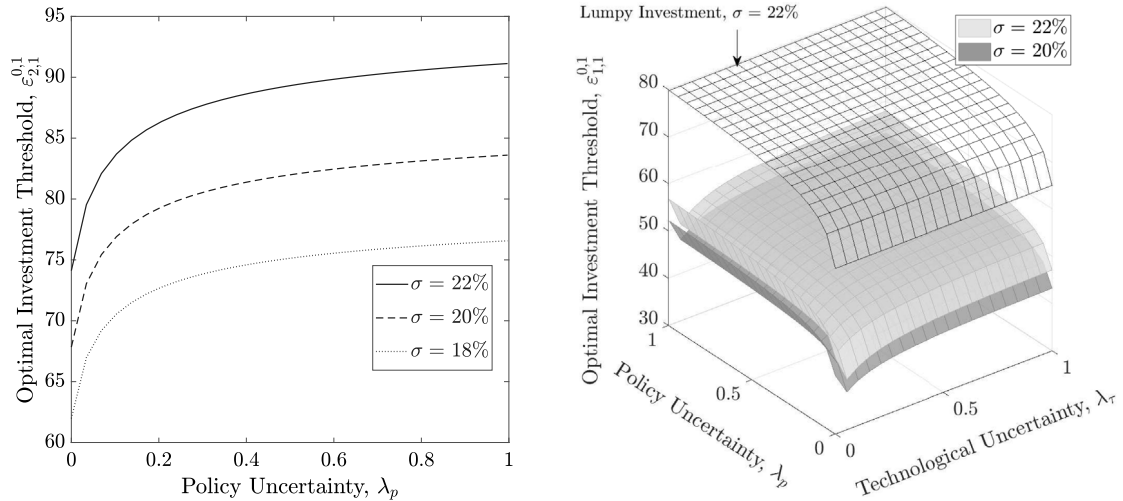 Optimal Investment Threshold, ε_{2,1}^{0,1}
95
90
85
80
75
70
65
60
0
0.2
0.4
0.6
0.8
1
Policy Uncertainty, λ_p
σ = 22%
σ = 20%
σ = 18%
Lumpy Investment, σ = 22%
σ = 22%
σ = 20%
Optimal Investment Threshold, ε_{1,1}^{0,1}
80
70
60
50
40
30
1
0.5
0
Policy Uncertainty, λ_p
0
0.5
1
Technological Uncertainty, λ_τ